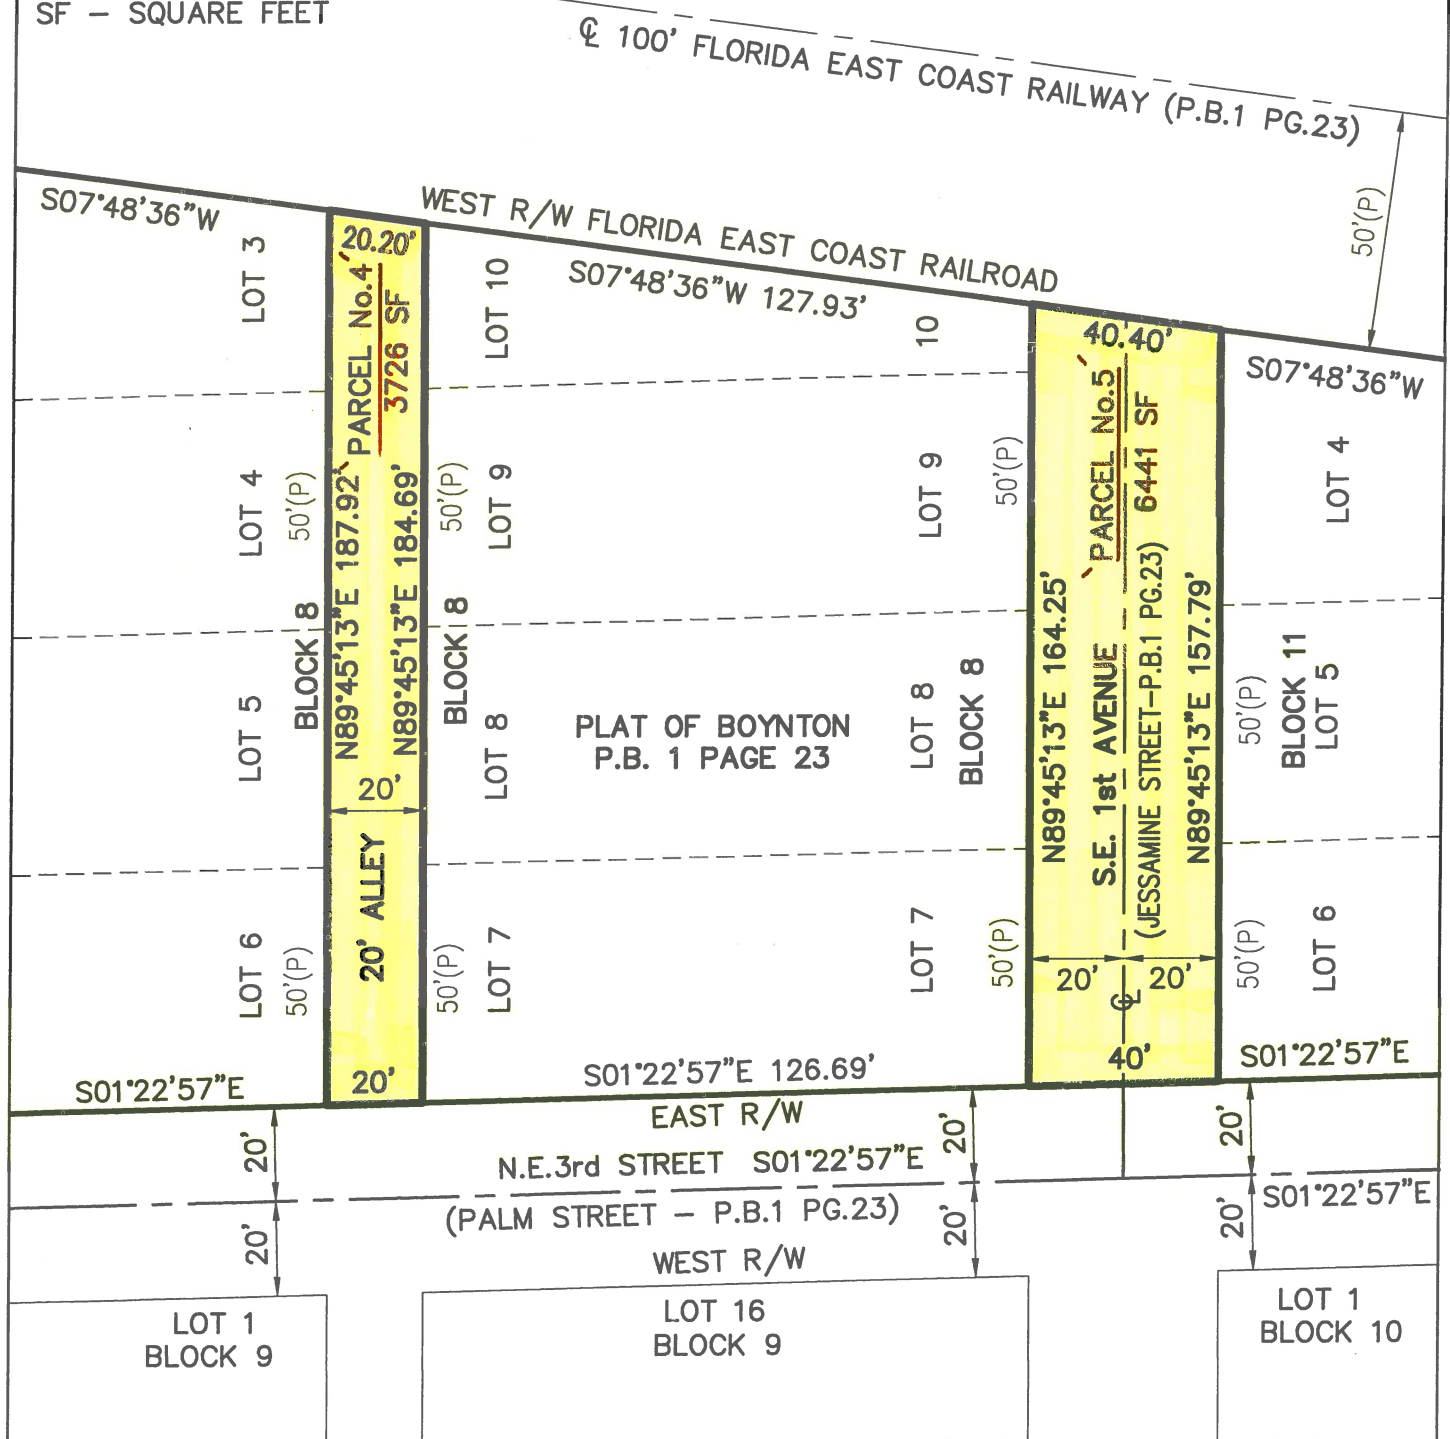 SF – SQUARE FEET
℄ 100' FLORIDA EAST COAST RAILWAY (P.B.1 PG.23)
50'(P)
S07°48'36"W
WEST R/W FLORIDA EAST COAST RAILROAD
S07°48'36"W 127.93'
S07°48'36"W
LOT 3
20.20'
'PARCEL No.4'
3726 SF
LOT 10
10
40.40'
'PARCEL No.5'
6441 SF
LOT 4
50'(P)
N89°45'13"E 187.92'
N89°45'13"E 184.69'
50'(P)
LOT 9
LOT 9
50'(P)
LOT 4
BLOCK 8
BLOCK 8
LOT 5
LOT 8
PLAT OF BOYNTON
P.B. 1 PAGE 23
LOT 8
BLOCK 8
N89°45'13"E 164.25'
S.E. 1st AVENUE
(JESSAMINE STREET–P.B.1 PG.23)
N89°45'13"E 157.79'
50'(P)
BLOCK 11
LOT 5
20'
20' ALLEY
LOT 6
50'(P)
50'(P)
LOT 7
LOT 7
50'(P)
20'
20'
℄
50'(P)
LOT 6
40'
S01°22'57"E
20'
S01°22'57"E 126.69'
S01°22'57"E
EAST R/W
20'
20'
20'
N.E.3rd STREET S01°22'57"E
S01°22'57"E
(PALM STREET – P.B.1 PG.23)
20'
20'
20'
WEST R/W
LOT 1
BLOCK 9
LOT 16
BLOCK 9
LOT 1
BLOCK 10